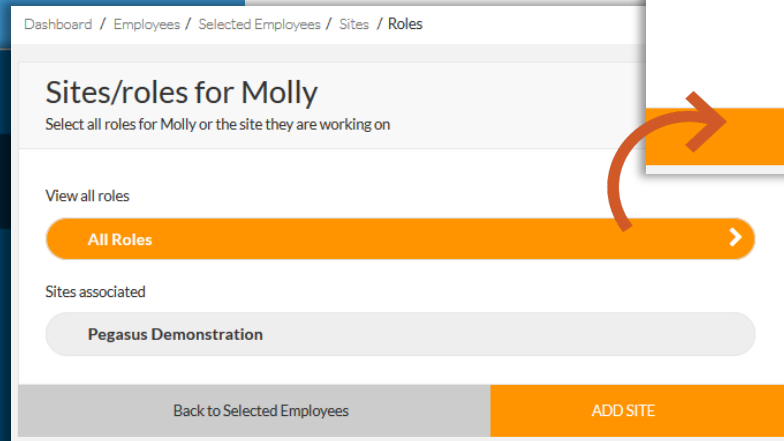 Dashboard / Employees / Selected Employees / Sites / Roles
Sites/roles for Molly
Select all roles for Molly or the site they are working on
View all roles
All Roles
Sites associated
Pegasus Demonstration
Back to Selected Employees
ADD SITE